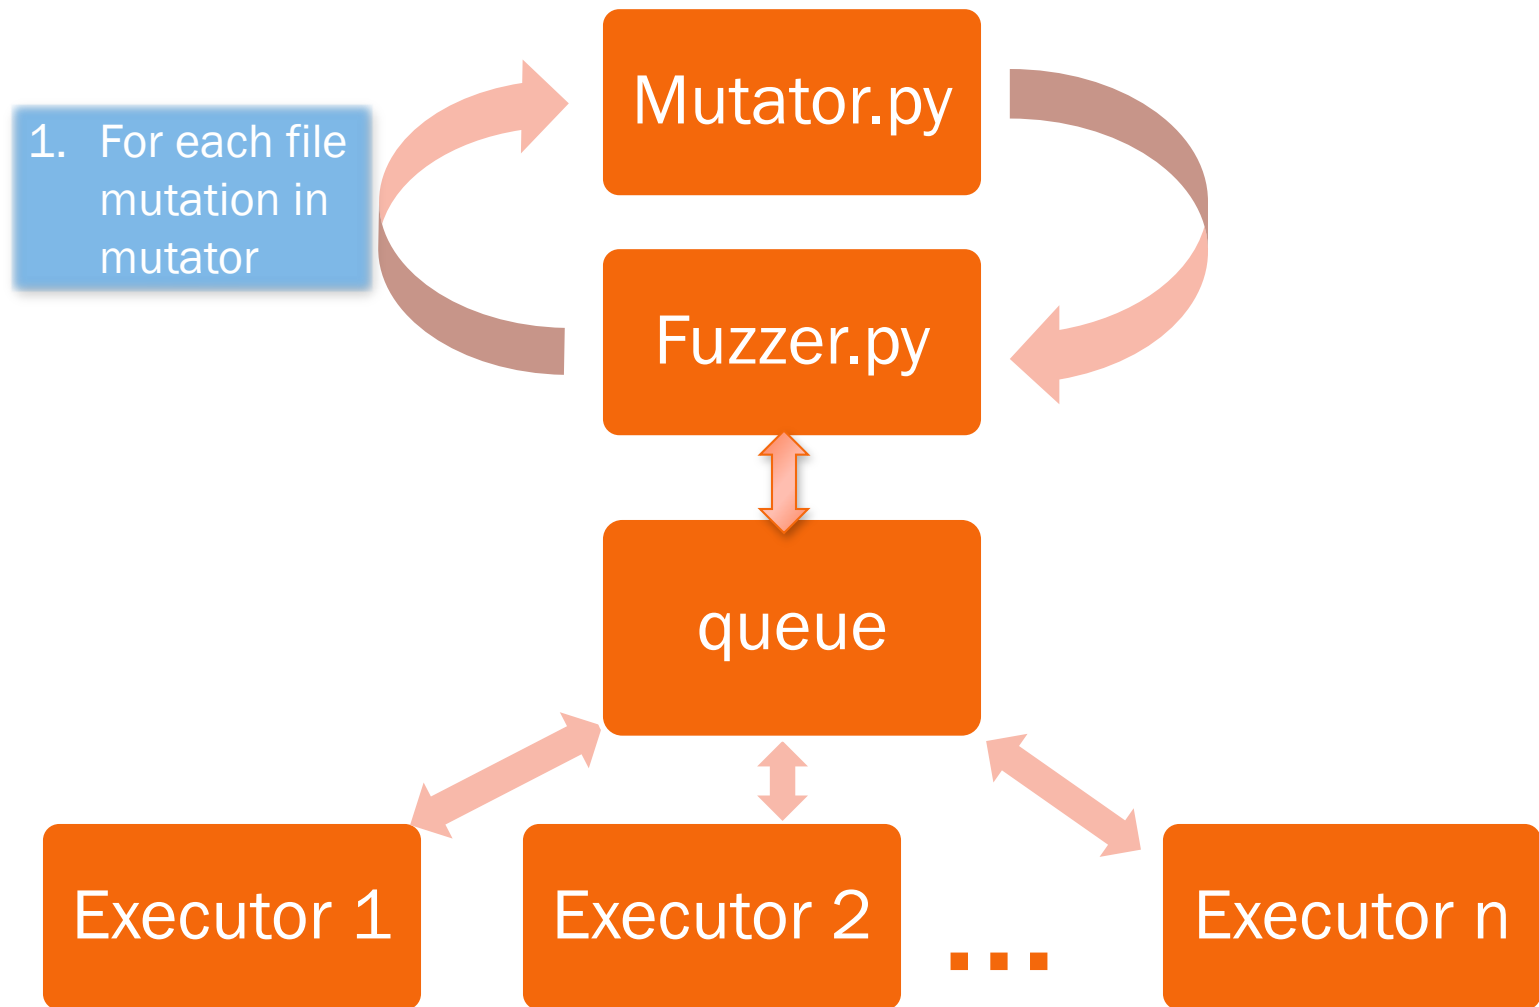 Mutator.py
1. For each file
mutation in
mutator
Fuzzer.py
queue
Executor 1
Executor 2
...
Executor n